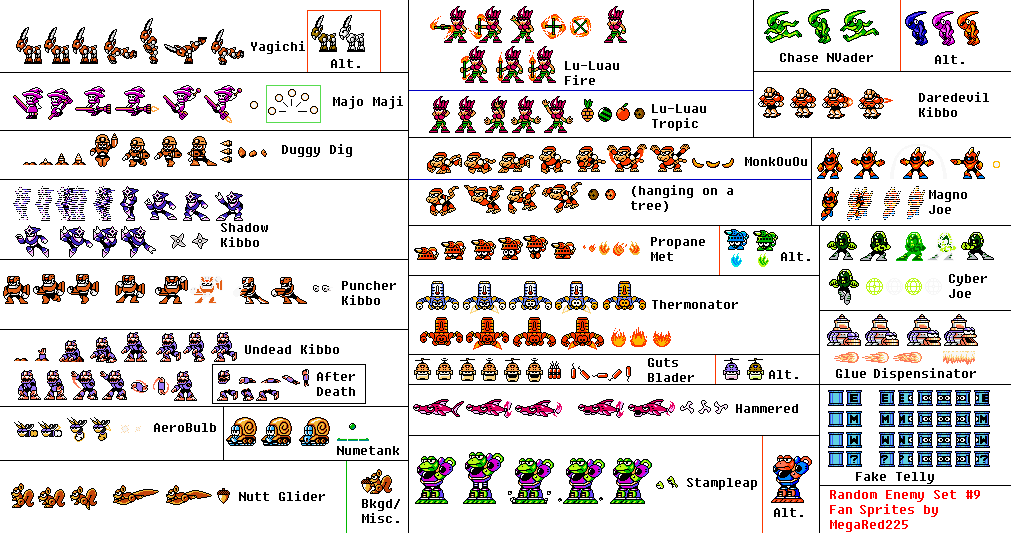 Yagichi
Alt.
Majo Maji
Duggy Dig
Shadow
Kibbo
Puncher
Kibbo
Undead Kibbo
After
Death
AeroBulb
Numetank
Nutt Glider
Bkgd/
Misc.
Lu-Luau
Fire
Lu-Luau
Tropic
MonkOuOu
(hanging on a
tree)
Propane
Met
Alt.
Thermonator
Guts
Blader
Alt.
Hammered
Stampleap
Alt.
Chase NVader
Alt.
Daredevil
Kibbo
Magno
Joe
Cyber
Joe
Glue Dispensinator
E E
M M
W W
? ?
Fake Telly
Random Enemy Set #9
Fan Sprites by
MegaRed225